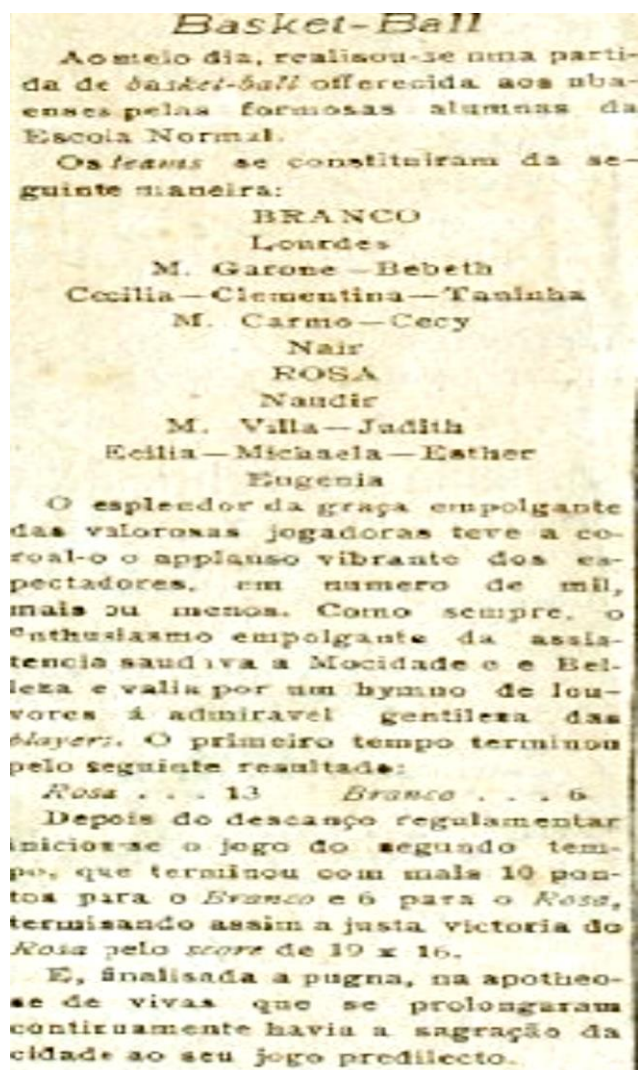 Basket-Ball
Ao meio dia, realisou-se uma parti-
da de basket-ball offerecida aos uba-
enses pelas formosas alumnas da
Escola Normal.
Os teams se constituiram da se-
guinte maneira:
BRANCO
Lourdes
M. Garone—Bebeth
Cecilia—Clementina—Taninha
M. Carmo—Cecy
Nair
ROSA
Naudir
M. Villa—Judith
Ecilia—Michaela—Esther
Eugenia
O esplendor da graça empolgante
das valorosas jogadoras teve a co-
roal-o o applauso vibrante dos es-
pectadores, em numero de mil,
mais ou menos. Como sempre, o
enthusiasmo empolgante da assis-
tencia saudava a Mocidade e e Bel-
leza e valia por um hymno de lou-
vores á admiravel gentileza das
players. O primeiro tempo terminou
pelo seguinte resultado:
Rosa . . . 13 Branco . . . 6
Depois do descanço regulamentar
iniciou-se o jogo do segundo tem-
po, que terminou com mais 10 pon-
tos para o Branco e 6 para o Rosa,
terminando assim a justa victoria do
Rosa pelo score de 19 x 16.
E, finalisada a pugna, na apotheo-
se de vivas que se prolongaram
continuamente havia a sagração da
cidade ao seu jogo predilecto.